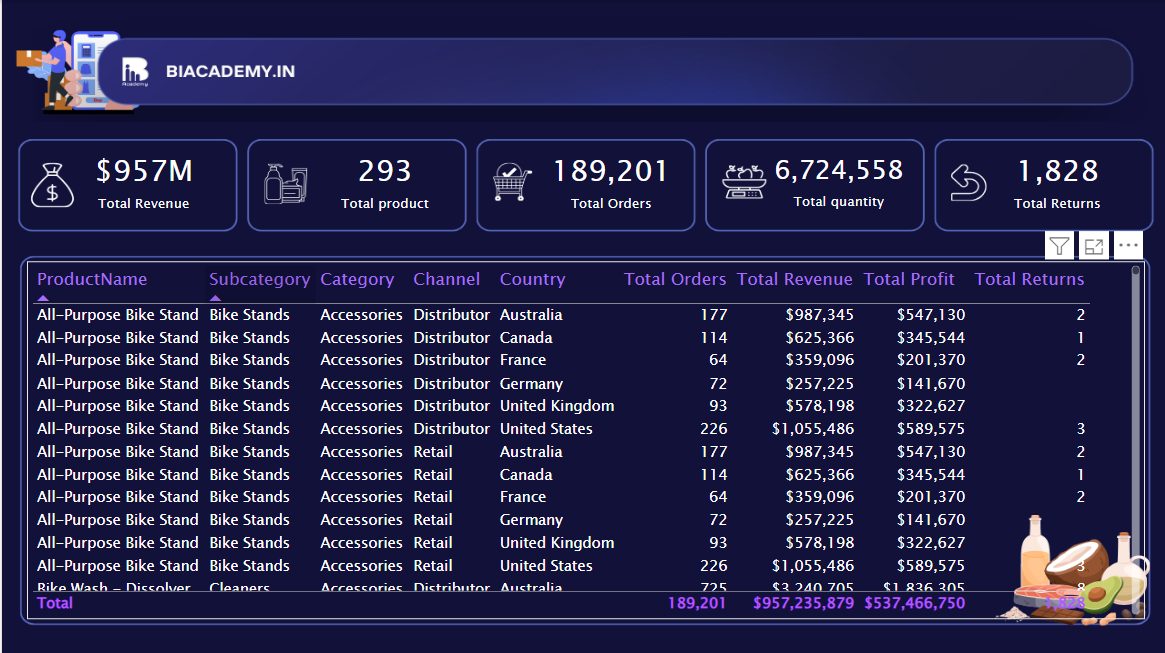 BIACADEMY.IN
$957M
Total Revenue
293
Total product
189,201
Total Orders
6,724,558
Total quantity
1,828
Total Returns
ProductName Subcategory Category Channel Country Total Orders Total Revenue Total Profit Total Returns
All-Purpose Bike Stand Bike Stands Accessories Distributor Australia 177 $987,345 $547,130 2
All-Purpose Bike Stand Bike Stands Accessories Distributor Canada 114 $625,366 $345,544 1
All-Purpose Bike Stand Bike Stands Accessories Distributor France 64 $359,096 $201,370 2
All-Purpose Bike Stand Bike Stands Accessories Distributor Germany 72 $257,225 $141,670
All-Purpose Bike Stand Bike Stands Accessories Distributor United Kingdom 93 $578,198 $322,627
All-Purpose Bike Stand Bike Stands Accessories Distributor United States 226 $1,055,486 $589,575 3
All-Purpose Bike Stand Bike Stands Accessories Retail Australia 177 $987,345 $547,130 2
All-Purpose Bike Stand Bike Stands Accessories Retail Canada 114 $625,366 $345,544 1
All-Purpose Bike Stand Bike Stands Accessories Retail France 64 $359,096 $201,370 2
All-Purpose Bike Stand Bike Stands Accessories Retail Germany 72 $257,225 $141,670
All-Purpose Bike Stand Bike Stands Accessories Retail United Kingdom 93 $578,198 $322,627
All-Purpose Bike Stand Bike Stands Accessories Retail United States 226 $1,055,486 $589,575 3
Bike Wash - Dissolver Cleaners Accessories Distributor Australia 725 $3,240,705 $1,836,305 8
Total 189,201 $957,235,879 $537,466,750 1,828